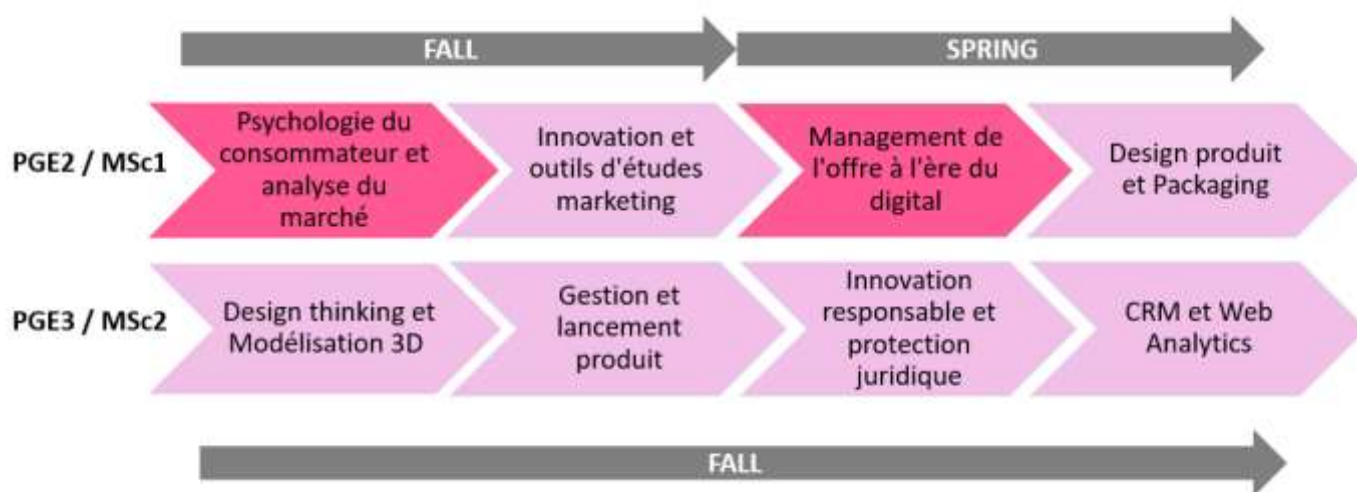 FALL
SPRING
PGE2 / MSc1
Psychologie du
consommateur et
analyse du
marché
Innovation et
outils d'études
marketing
Management de
l'offre à l'ère du
digital
Design produit
et Packaging
PGE3 / MSc2
Design thinking et
Modélisation 3D
Gestion et
lancement
produit
Innovation
responsable et
protection
juridique
CRM et Web
Analytics
FALL